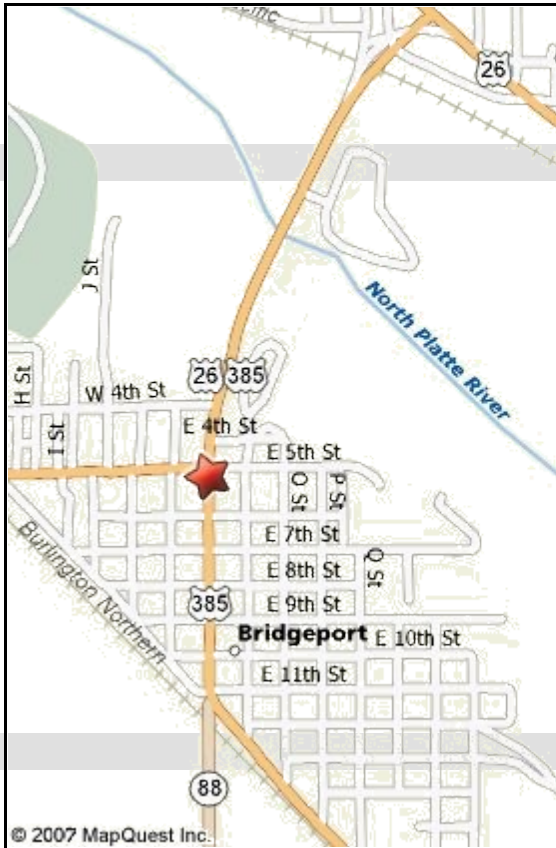 26
J St
North Platte River
26 385
H St
W 4th St
E 4th St
I St
E 5th St
O St
P St
E 7th St
Burlington Northern
Q St
E 8th St
385
E 9th St
Bridgeport
E 10th St
E 11th St
88
© 2007 MapQuest Inc.